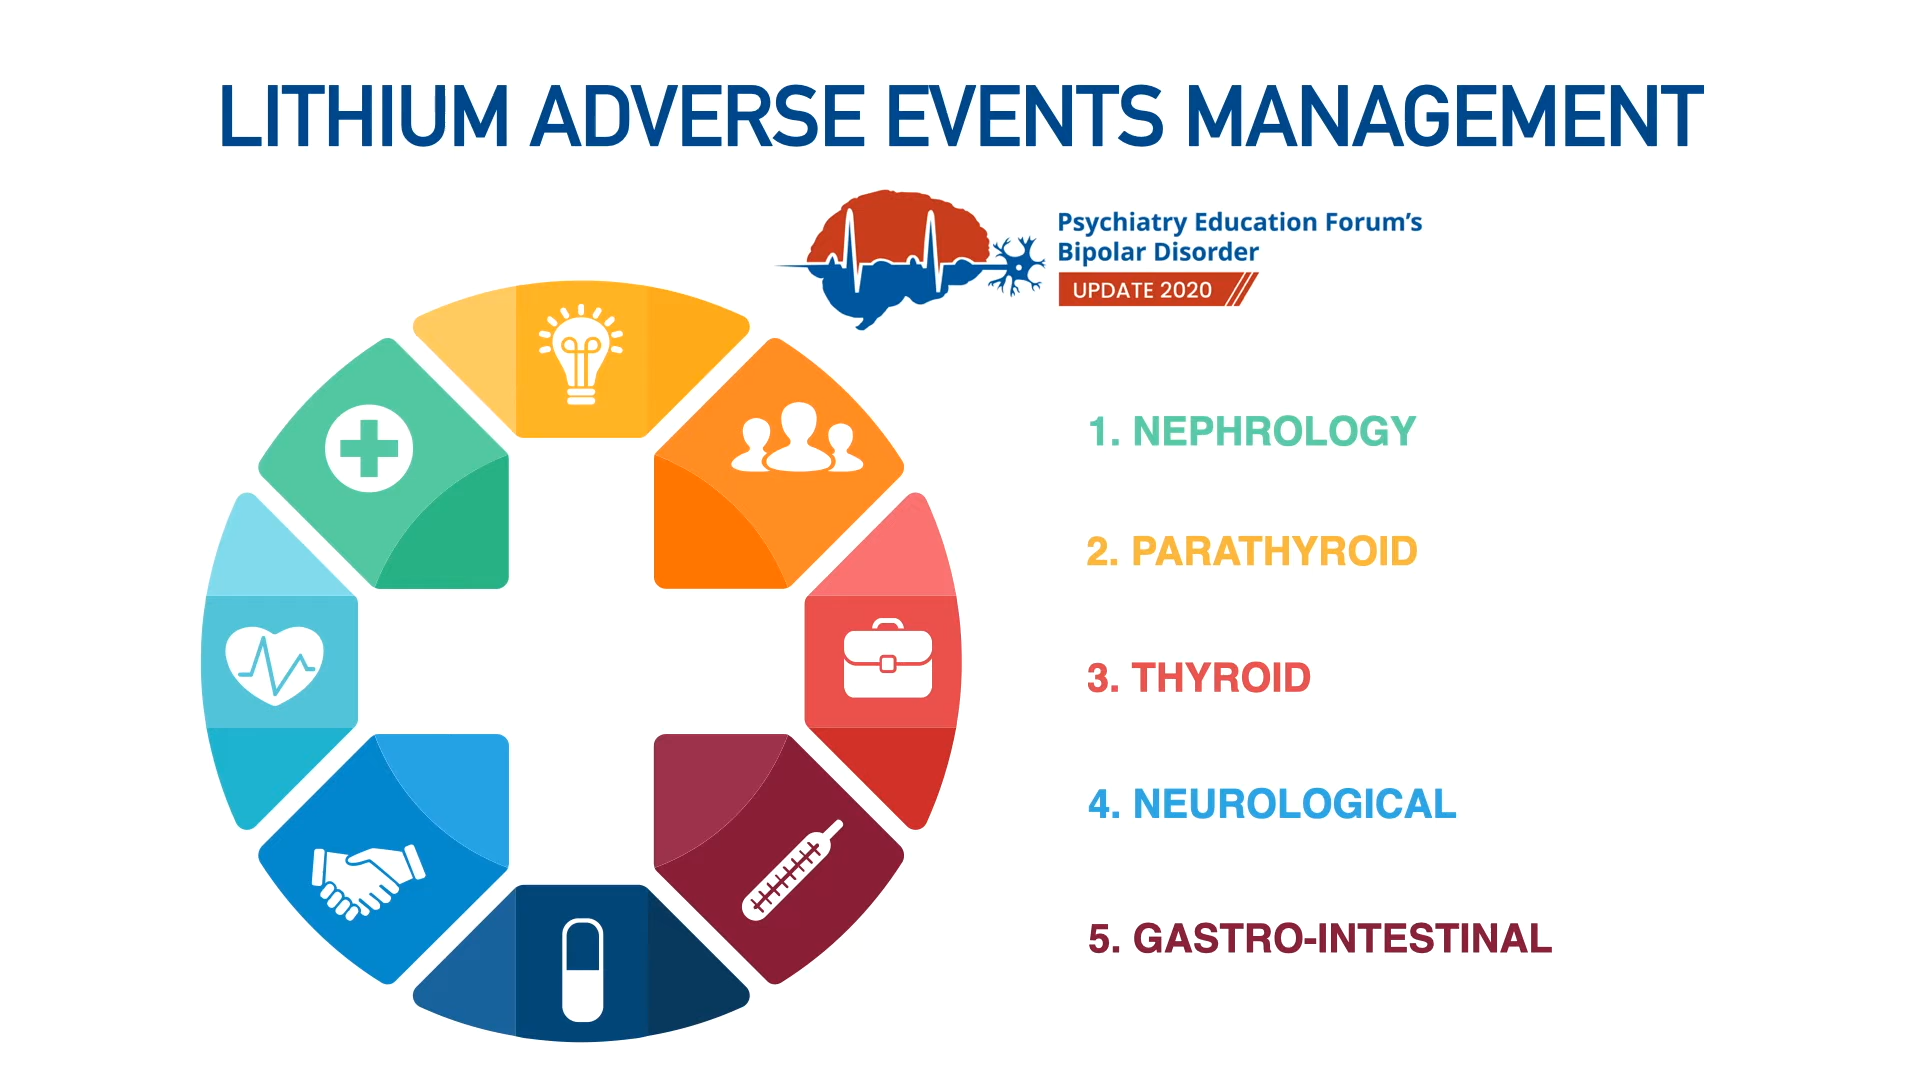 LITHIUM ADVERSE EVENTS MANAGEMENT
Psychiatry Education Forum's
Bipolar Disorder
UPDATE 2020
1. NEPHROLOGY
2. PARATHYROID
3. THYROID
4. NEUROLOGICAL
5. GASTRO-INTESTINAL